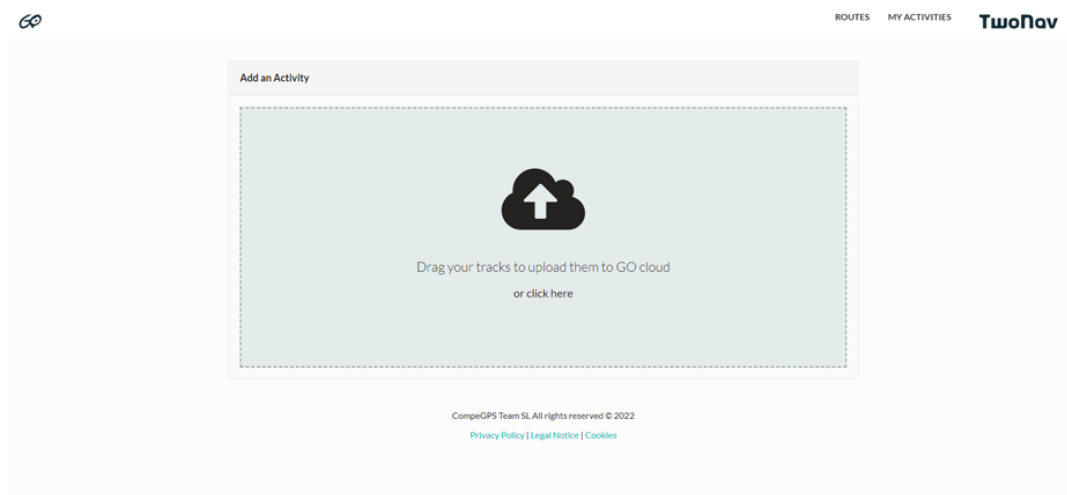 GO
ROUTES MY ACTIVITIES TwoNav
Add an Activity
Drag your tracks to upload them to GO cloud
or click here
CompeGPS Team SL All rights reserved © 2022
Privacy Policy | Legal Notice | Cookies